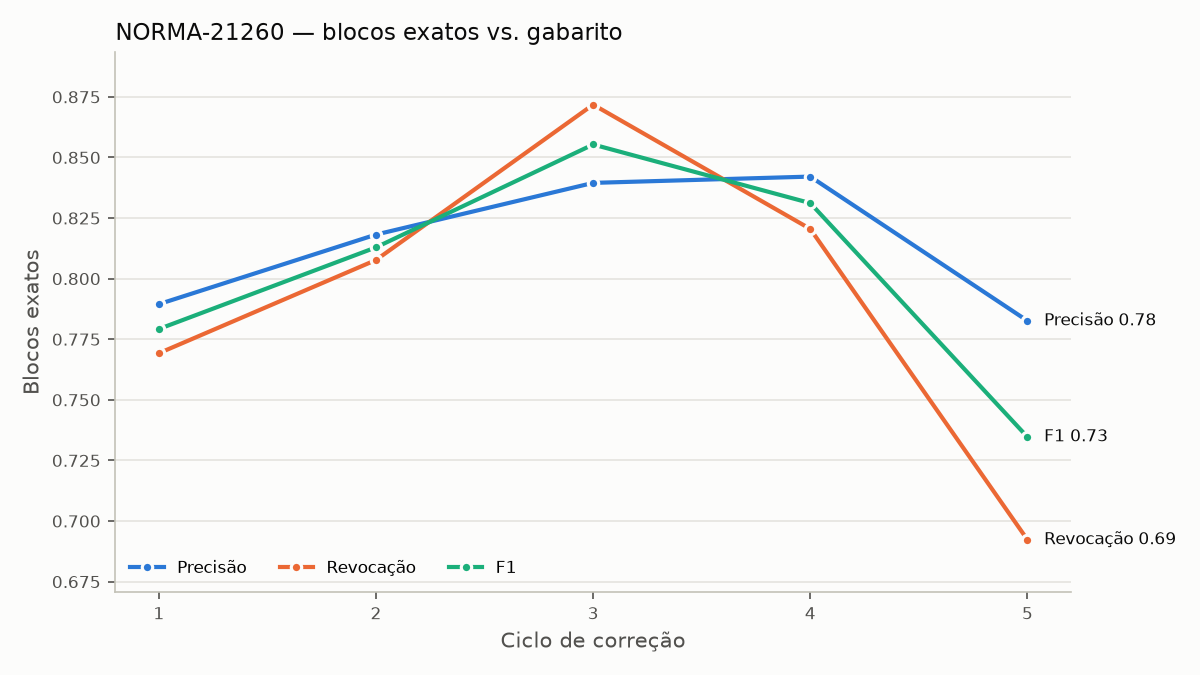 NORMA-21260 — blocos exatos vs. gabarito
Blocos exatos
0.875
0.850
0.825
0.800
0.775
0.750
0.725
0.700
0.675
Precisão 0.78
F1 0.73
Revocação 0.69
Precisão Revocação F1
1 2 3 4 5
Ciclo de correção